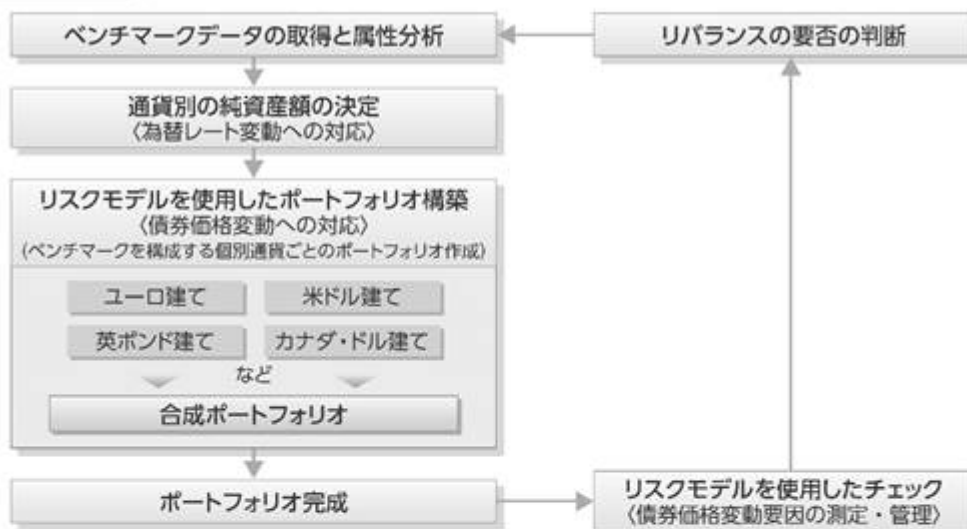 ベンチマークデータの取得と属性分析
リバランスの要否の判断
通貨別の純資産額の決定
〈為替レート変動への対応〉
リスクモデルを使用したポートフォリオ構築
〈債券価格変動への対応〉
(ベンチマークを構成する個別通貨ごとのポートフォリオ作成)
ユーロ建て
米ドル建て
英ポンド建て
カナダ・ドル建て
など
合成ポートフォリオ
ポートフォリオ完成
リスクモデルを使用したチェック
〈債券価格変動要因の測定・管理〉